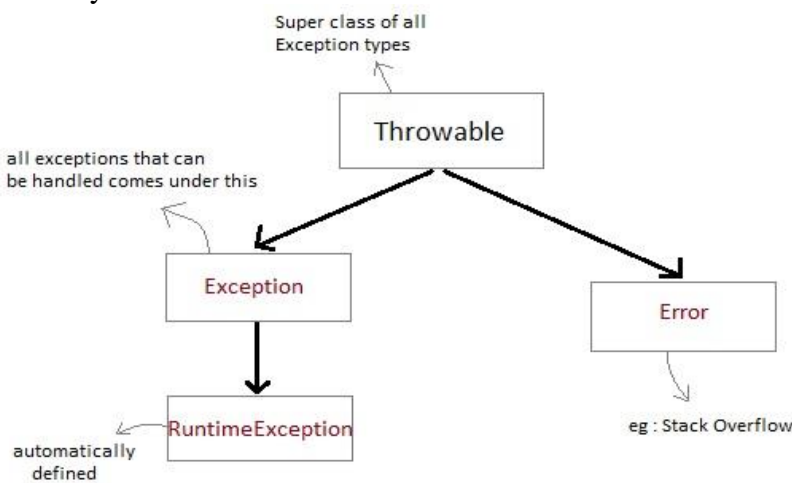 Super class of all
Exception types
Throwable
all exceptions that can
be handled comes under this
Exception
Error
RuntimeException
eg : Stack Overflow
automatically
defined